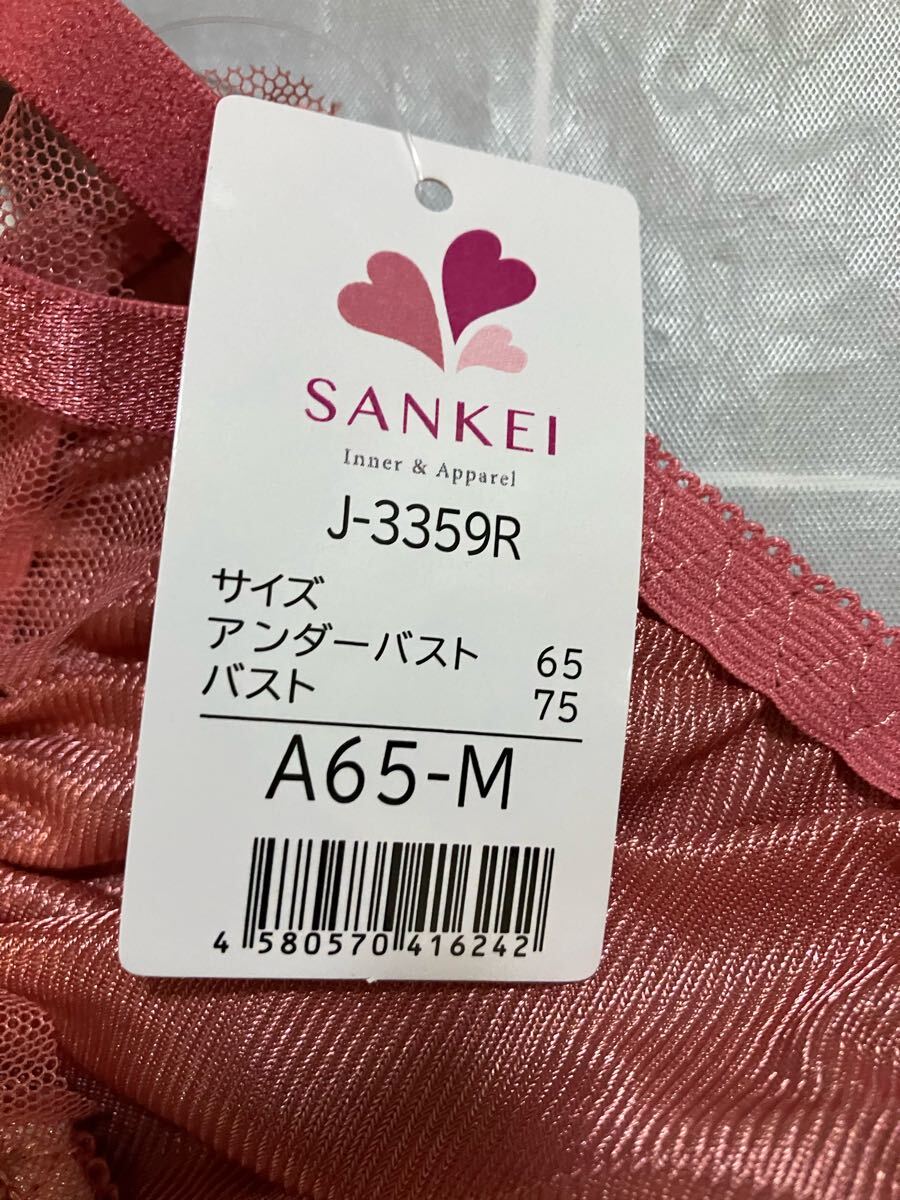 SANKEI
Inner & Apparel
J-3359R
サイズ
アンダーバスト 65
バスト 75
A65-M
4 580570 416242